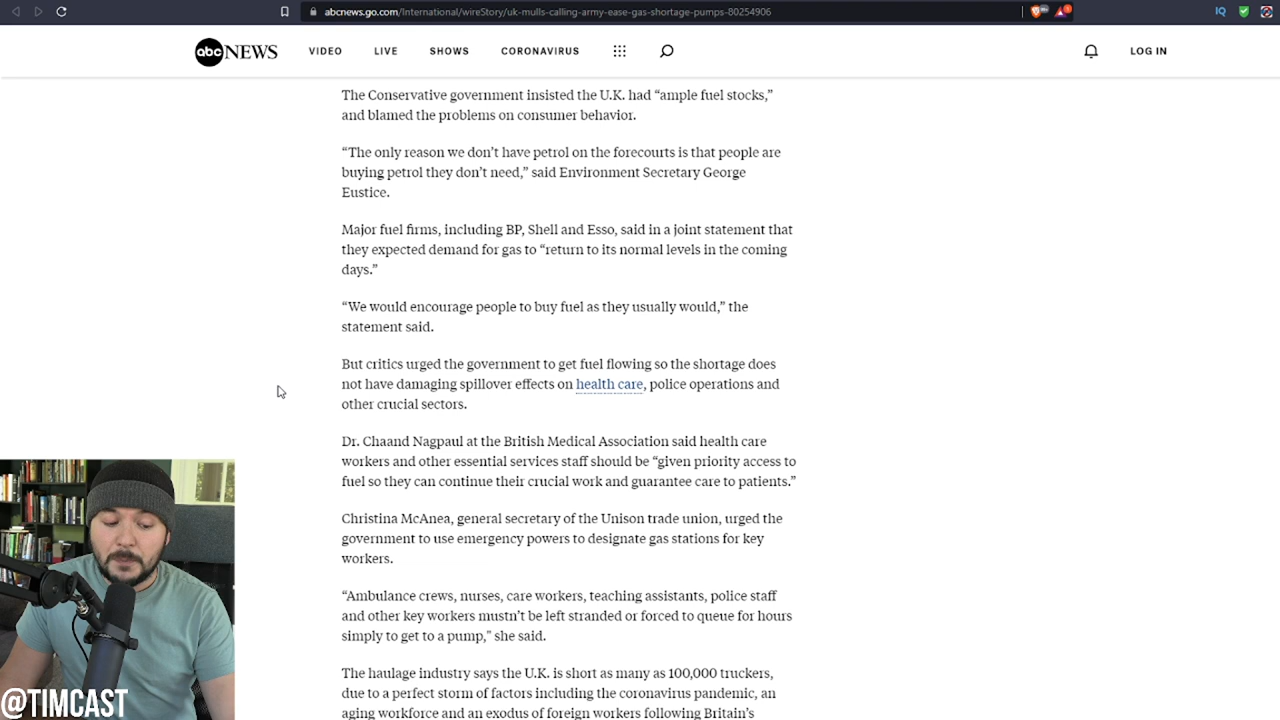 abcnews.go.com/International/wireStory/uk-mulls-calling-army-ease-gas-shortage-pumps-80254906
IQ
abc NEWS
VIDEO
LIVE
SHOWS
CORONAVIRUS
LOG IN
The Conservative government insisted the U.K. had “ample fuel stocks,”
and blamed the problems on consumer behavior.
“The only reason we don’t have petrol on the forecourts is that people are
buying petrol they don’t need,” said Environment Secretary George
Eustice.
Major fuel firms, including BP, Shell and Esso, said in a joint statement that
they expected demand for gas to “return to its normal levels in the coming
days.”
“We would encourage people to buy fuel as they usually would,” the
statement said.
But critics urged the government to get fuel flowing so the shortage does
not have damaging spillover effects on health care, police operations and
other crucial sectors.
Dr. Chaand Nagpaul at the British Medical Association said health care
workers and other essential services staff should be “given priority access to
fuel so they can continue their crucial work and guarantee care to patients.”
Christina McAnea, general secretary of the Unison trade union, urged the
government to use emergency powers to designate gas stations for key
workers.
“Ambulance crews, nurses, care workers, teaching assistants, police staff
and other key workers mustn’t be left stranded or forced to queue for hours
simply to get to a pump," she said.
The haulage industry says the U.K. is short as many as 100,000 truckers,
due to a perfect storm of factors including the coronavirus pandemic, an
aging workforce and an exodus of foreign workers following Britain’s
@TIMCAST